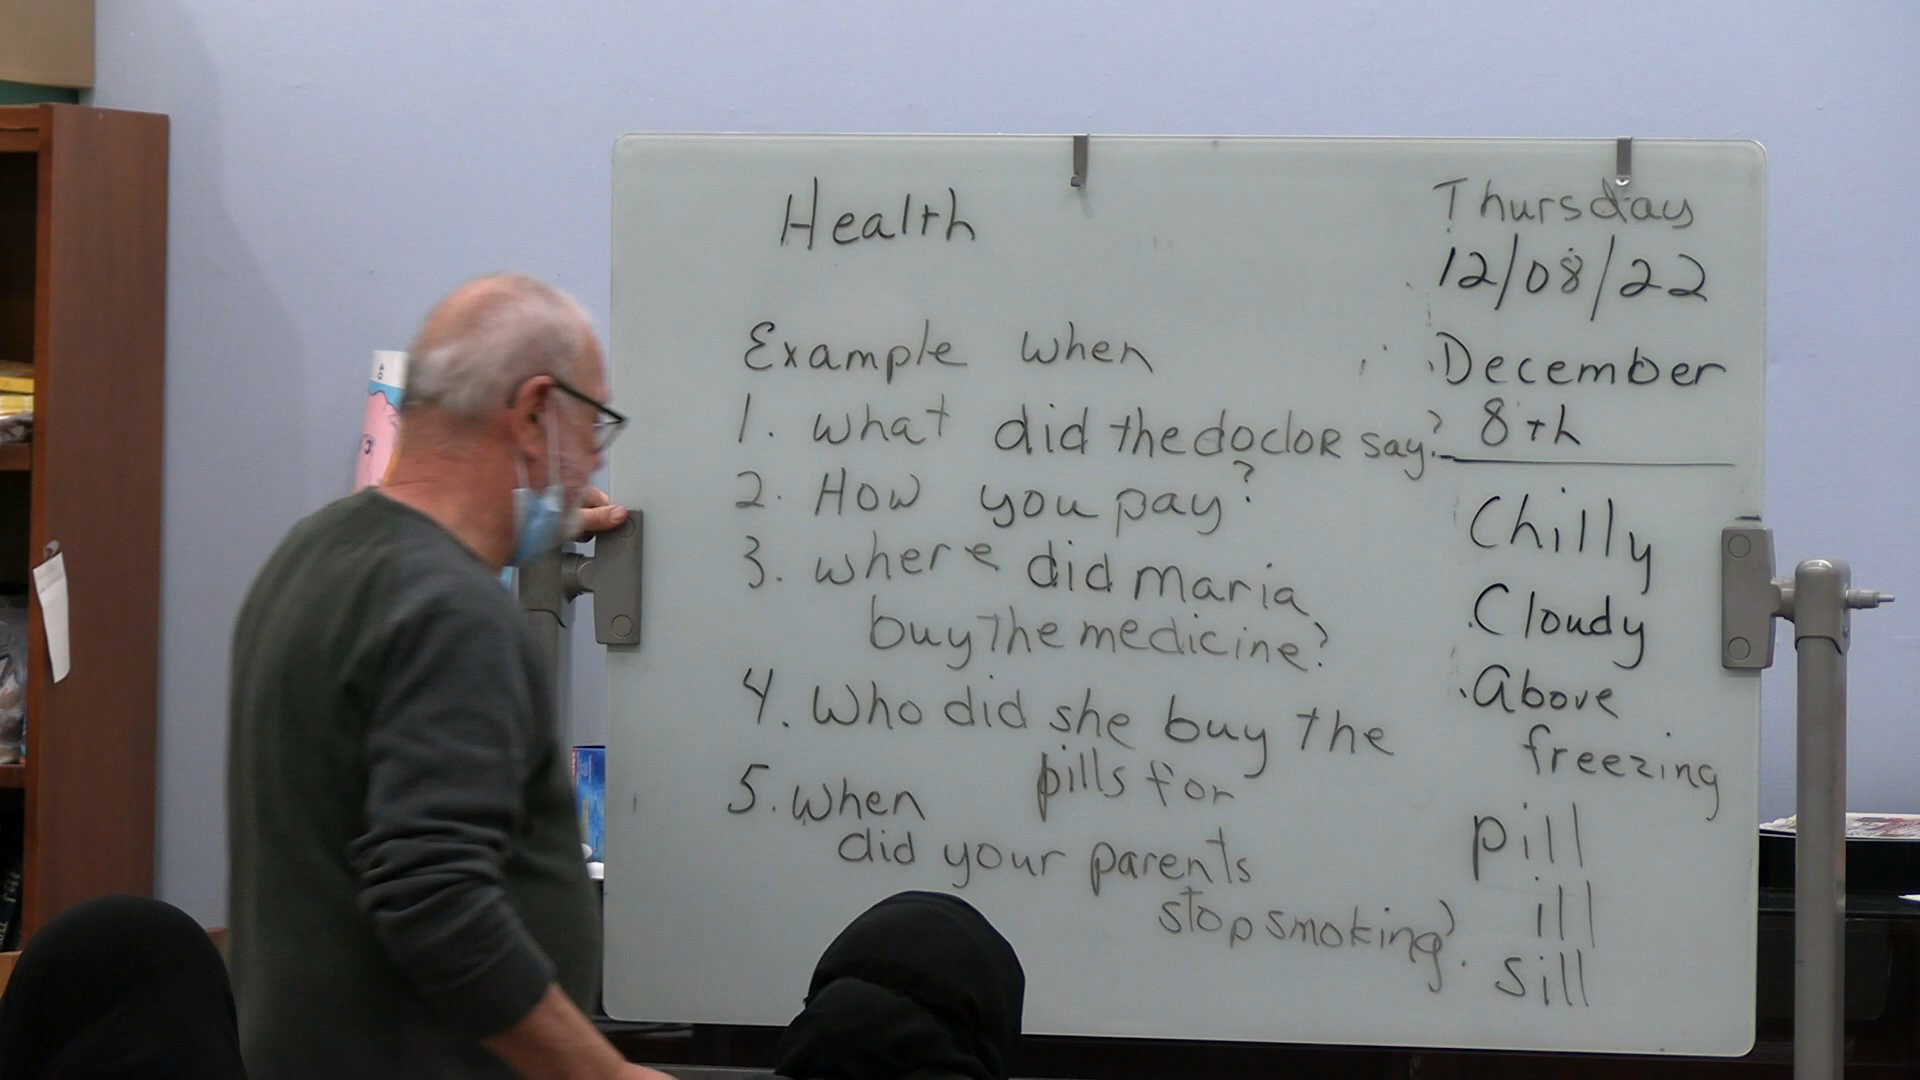 Health
Example when
1. what did the doclor say?
2. How you pay?
3. where did maria
buy The medicine?
4. Who did she buy the
pills for
5. when
did your parents
stop smoking?
Thursday
12/08/22
December
8th
Chilly
Cloudy
Above
freezing
pill
ill
sill